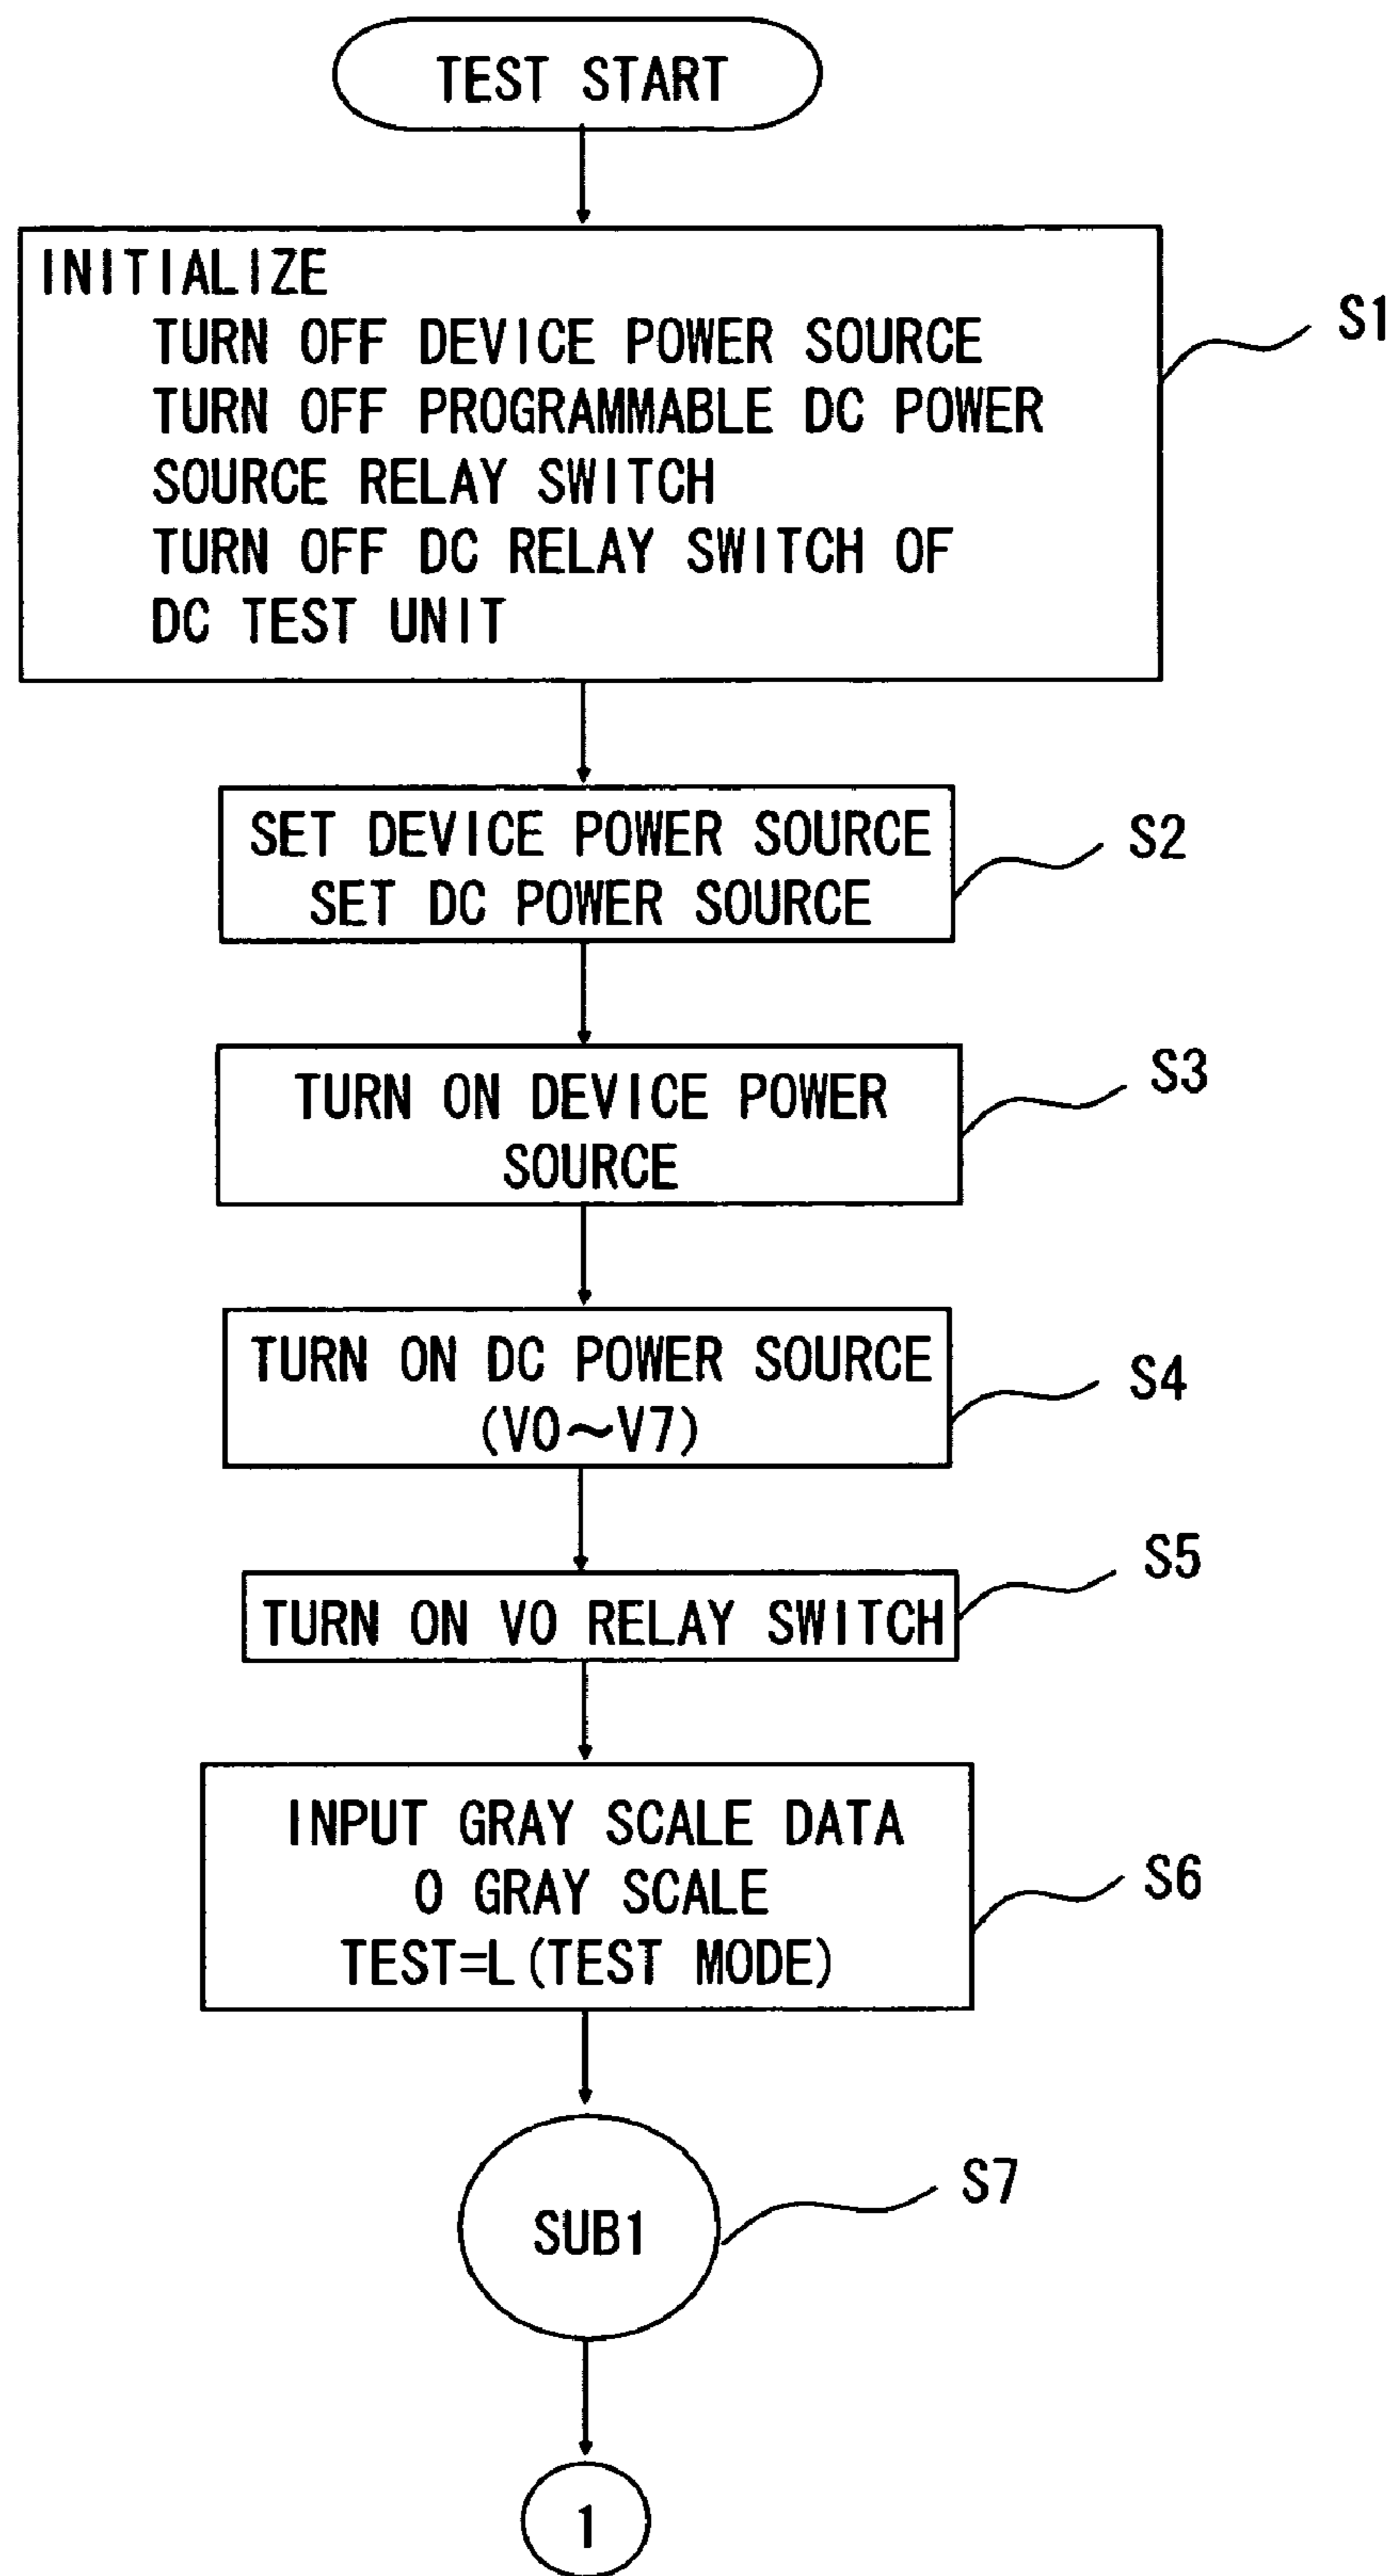 TEST START
INITIALIZE
TURN OFF DEVICE POWER SOURCE
TURN OFF PROGRAMMABLE DC POWER
SOURCE RELAY SWITCH
TURN OFF DC RELAY SWITCH OF
DC TEST UNIT
S1
SET DEVICE POWER SOURCE
SET DC POWER SOURCE
S2
TURN ON DEVICE POWER
SOURCE
S3
TURN ON DC POWER SOURCE
(V0～V7)
S4
TURN ON V0 RELAY SWITCH
S5
INPUT GRAY SCALE DATA
0 GRAY SCALE
TEST=L(TEST MODE)
S6
SUB1
S7
1